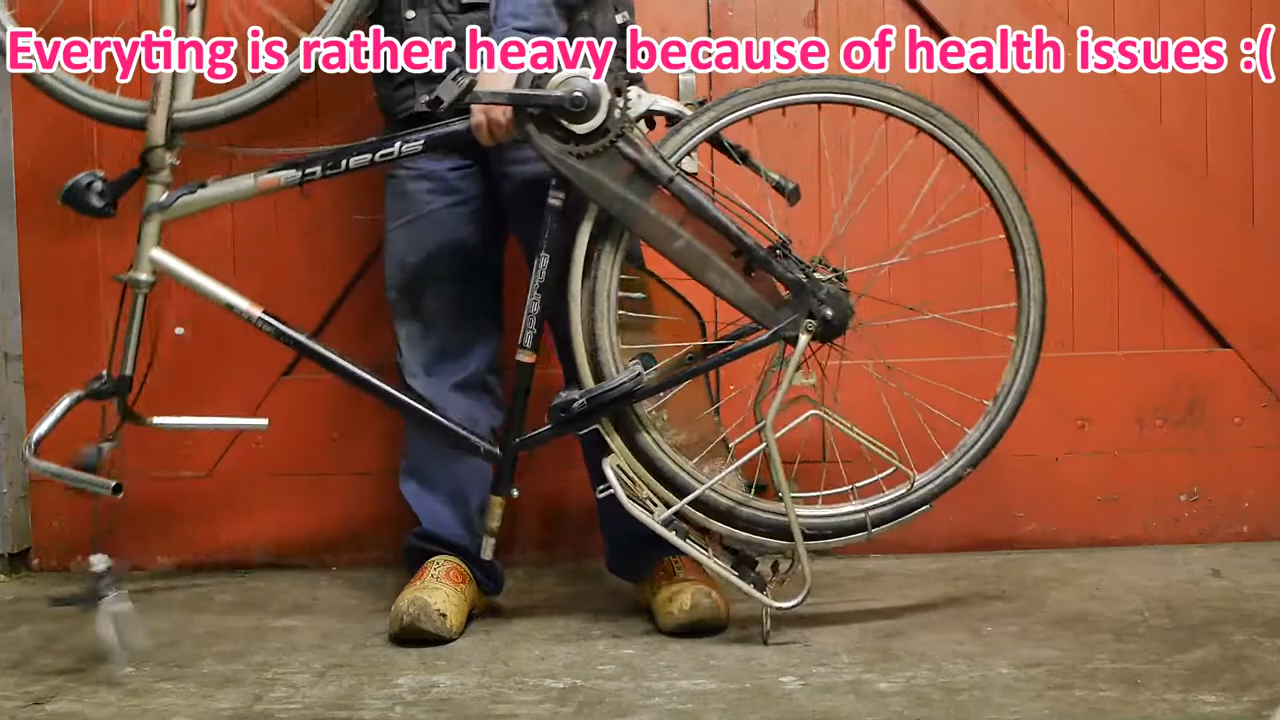 Everyting is rather heavy because of health issues :(
sparta
sparta